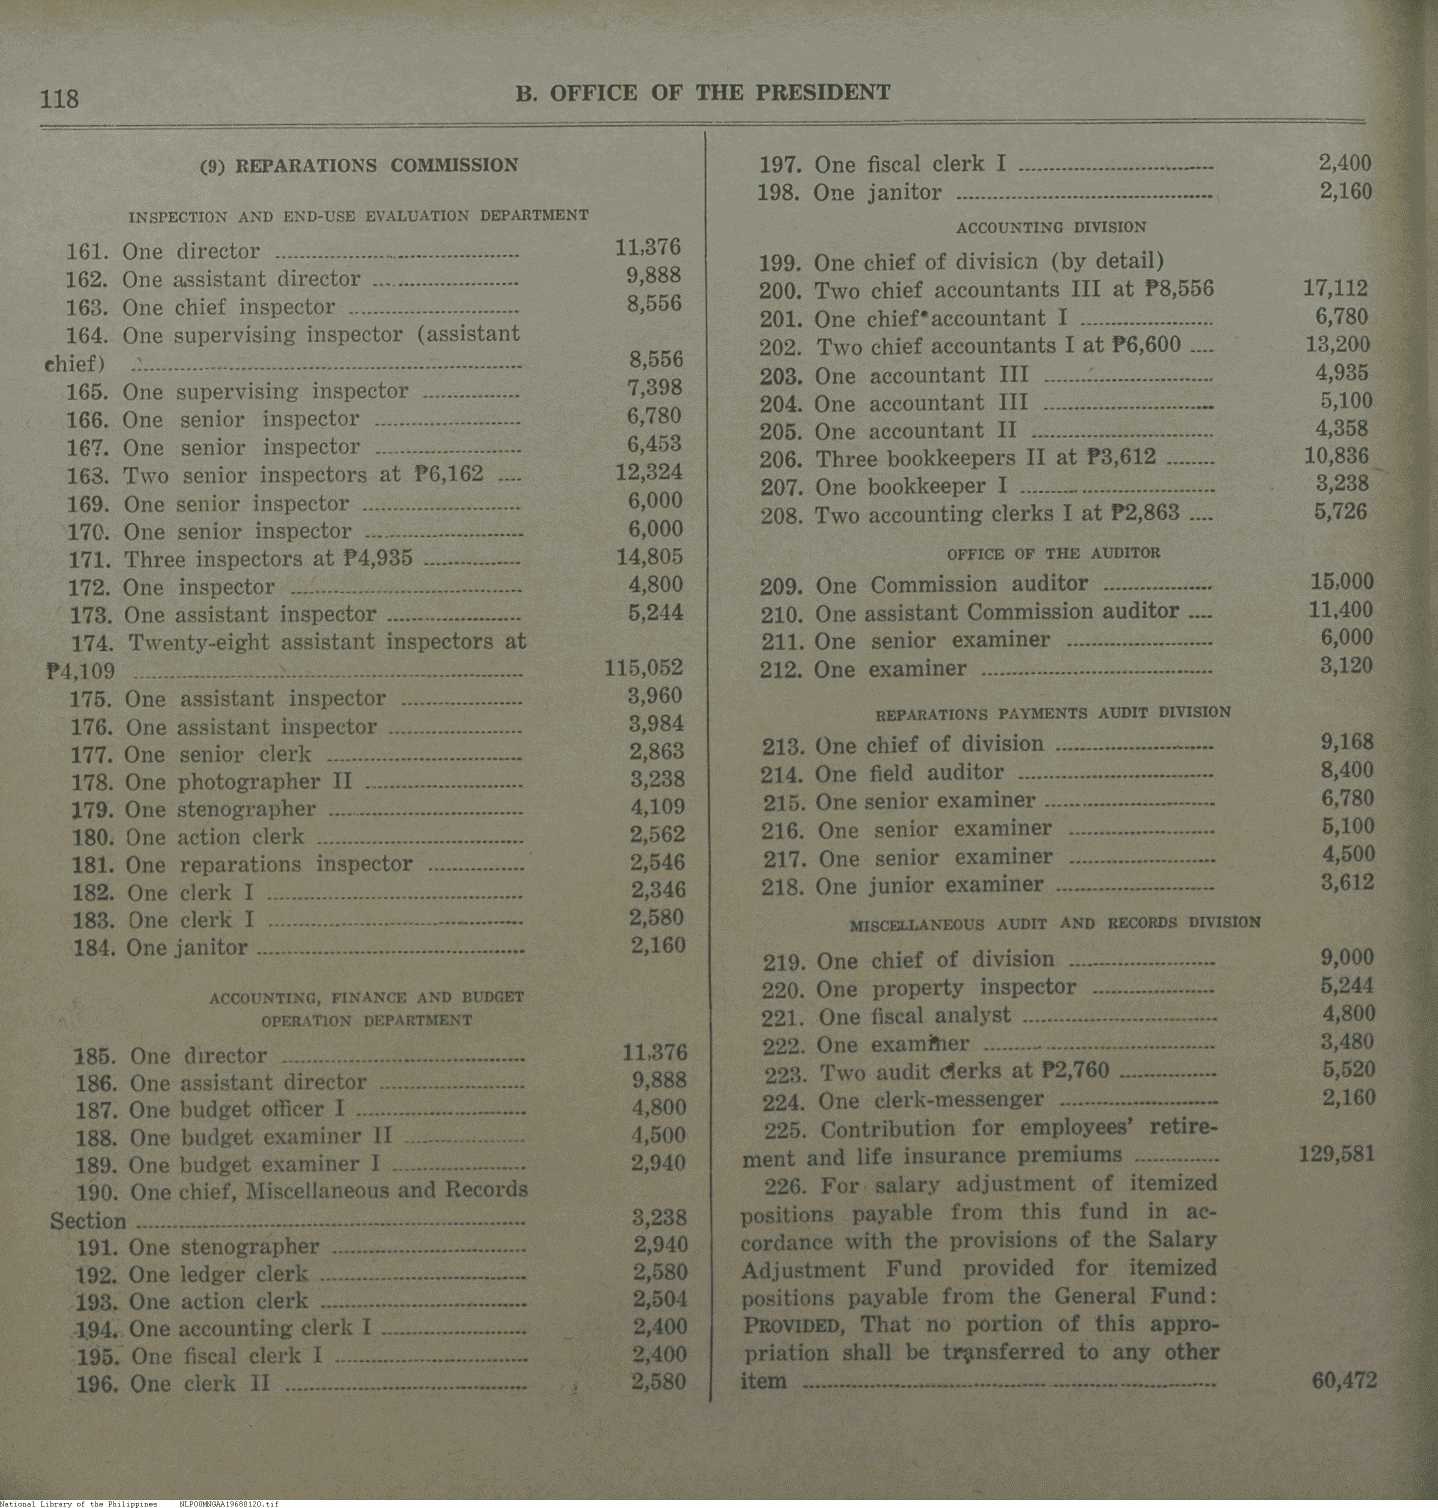 118
B. OFFICE OF THE PRESIDENT
(9) REPARATIONS COMMISSION
INSPECTION AND END-USE EVALUATION DEPARTMENT
161. One director ........ 11,376
162. One assistant director ........ 9,888
163. One chief inspector ........ 8,556
164. One supervising inspector (assistant
chief) ........ 8,556
165. One supervising inspector ........ 7,398
166. One senior inspector ........ 6,780
167. One senior inspector ........ 6,453
168. Two senior inspectors at ₱6,162 .... 12,324
169. One senior inspector ........ 6,000
170. One senior inspector ........ 6,000
171. Three inspectors at ₱4,935 ........ 14,805
172. One inspector ........ 4,800
173. One assistant inspector ........ 5,244
174. Twenty-eight assistant inspectors at
₱4,109 ........ 115,052
175. One assistant inspector ........ 3,960
176. One assistant inspector ........ 3,984
177. One senior clerk ........ 2,863
178. One photographer II ........ 3,238
179. One stenographer ........ 4,109
180. One action clerk ........ 2,562
181. One reparations inspector ........ 2,546
182. One clerk I ........ 2,346
183. One clerk I ........ 2,580
184. One janitor ........ 2,160
ACCOUNTING, FINANCE AND BUDGET
OPERATION DEPARTMENT
185. One director ........ 11,376
186. One assistant director ........ 9,888
187. One budget officer I ........ 4,800
188. One budget examiner II ........ 4,500
189. One budget examiner I ........ 2,940
190. One chief, Miscellaneous and Records
Section ........ 3,238
191. One stenographer ........ 2,940
192. One ledger clerk ........ 2,580
193. One action clerk ........ 2,504
194. One accounting clerk I ........ 2,400
195. One fiscal clerk I ........ 2,400
196. One clerk II ........ 2,580
197. One fiscal clerk I ........ 2,400
198. One janitor ........ 2,160
ACCOUNTING DIVISION
199. One chief of division (by detail)
200. Two chief accountants III at ₱8,556 17,112
201. One chief accountant I ........ 6,780
202. Two chief accountants I at ₱6,600 .... 13,200
203. One accountant III ........ 4,935
204. One accountant III ........ 5,100
205. One accountant II ........ 4,358
206. Three bookkeepers II at ₱3,612 ........ 10,836
207. One bookkeeper I ........ 3,238
208. Two accounting clerks I at ₱2,863 .... 5,726
OFFICE OF THE AUDITOR
209. One Commission auditor ........ 15,000
210. One assistant Commission auditor .... 11,400
211. One senior examiner ........ 6,000
212. One examiner ........ 3,120
REPARATIONS PAYMENTS AUDIT DIVISION
213. One chief of division ........ 9,168
214. One field auditor ........ 8,400
215. One senior examiner ........ 6,780
216. One senior examiner ........ 5,100
217. One senior examiner ........ 4,500
218. One junior examiner ........ 3,612
MISCELLANEOUS AUDIT AND RECORDS DIVISION
219. One chief of division ........ 9,000
220. One property inspector ........ 5,244
221. One fiscal analyst ........ 4,800
222. One examiner ........ 3,480
223. Two audit clerks at ₱2,760 ........ 5,520
224. One clerk-messenger ........ 2,160
225. Contribution for employees' retire-
ment and life insurance premiums ........ 129,581
226. For salary adjustment of itemized
positions payable from this fund in ac-
cordance with the provisions of the Salary
Adjustment Fund provided for itemized
positions payable from the General Fund:
PROVIDED, That no portion of this appro-
priation shall be transferred to any other
item ........ 60,472
National Library of the Philippines NLP00MNGAA19680120.tif